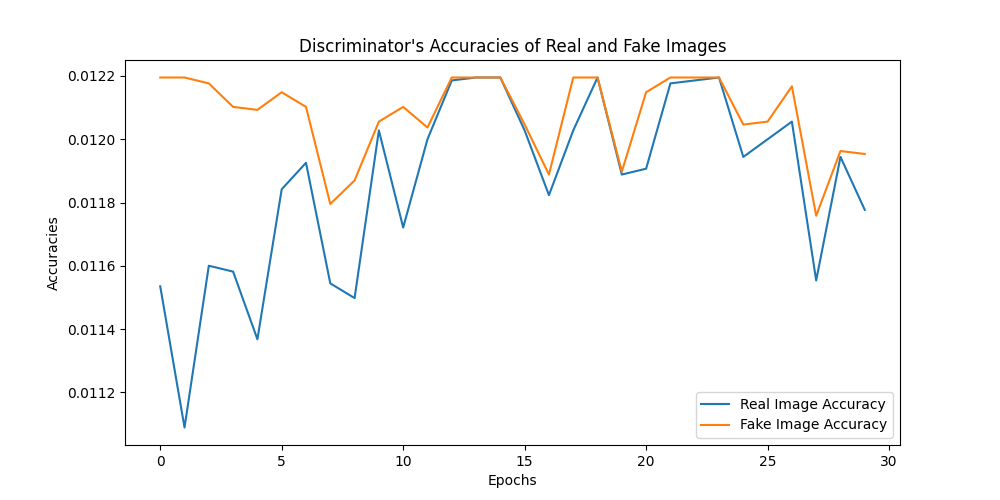 Discriminator's Accuracies of Real and Fake Images
0.0122
0.0120
0.0118
0.0116
0.0114
0.0112
Accuracies
0
5
10
15
20
25
30
Epochs
Real Image Accuracy
Fake Image Accuracy